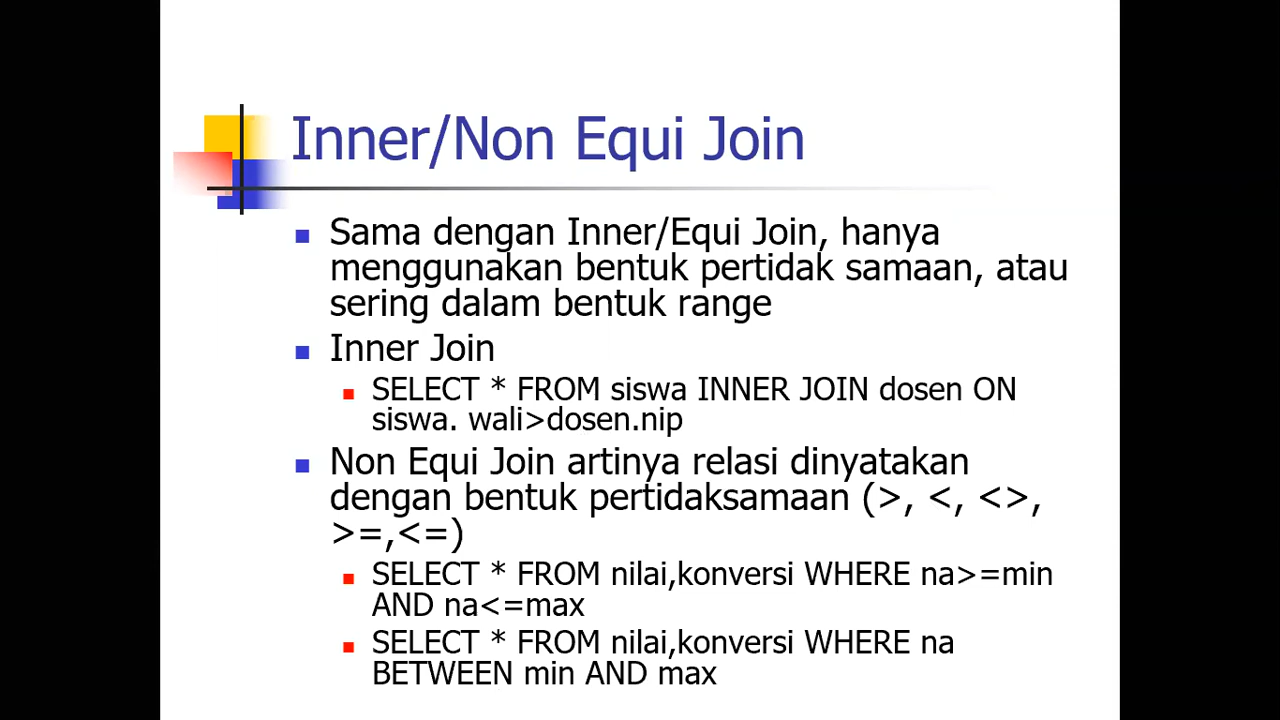 Inner/Non Equi Join
Sama dengan Inner/Equi Join, hanya
menggunakan bentuk pertidak samaan, atau
sering dalam bentuk range
Inner Join
SELECT * FROM siswa INNER JOIN dosen ON
siswa. wali>dosen.nip
Non Equi Join artinya relasi dinyatakan
dengan bentuk pertidaksamaan (>, <, <>,
>=,<=)
SELECT * FROM nilai,konversi WHERE na>=min
AND na<=max
SELECT * FROM nilai,konversi WHERE na
BETWEEN min AND max